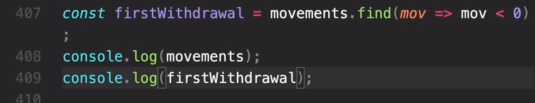 407 const firstWithdrawal = movements.find(mov => mov < 0)
;
408 console.log(movements);
409 console.log(firstWithdrawal);
410